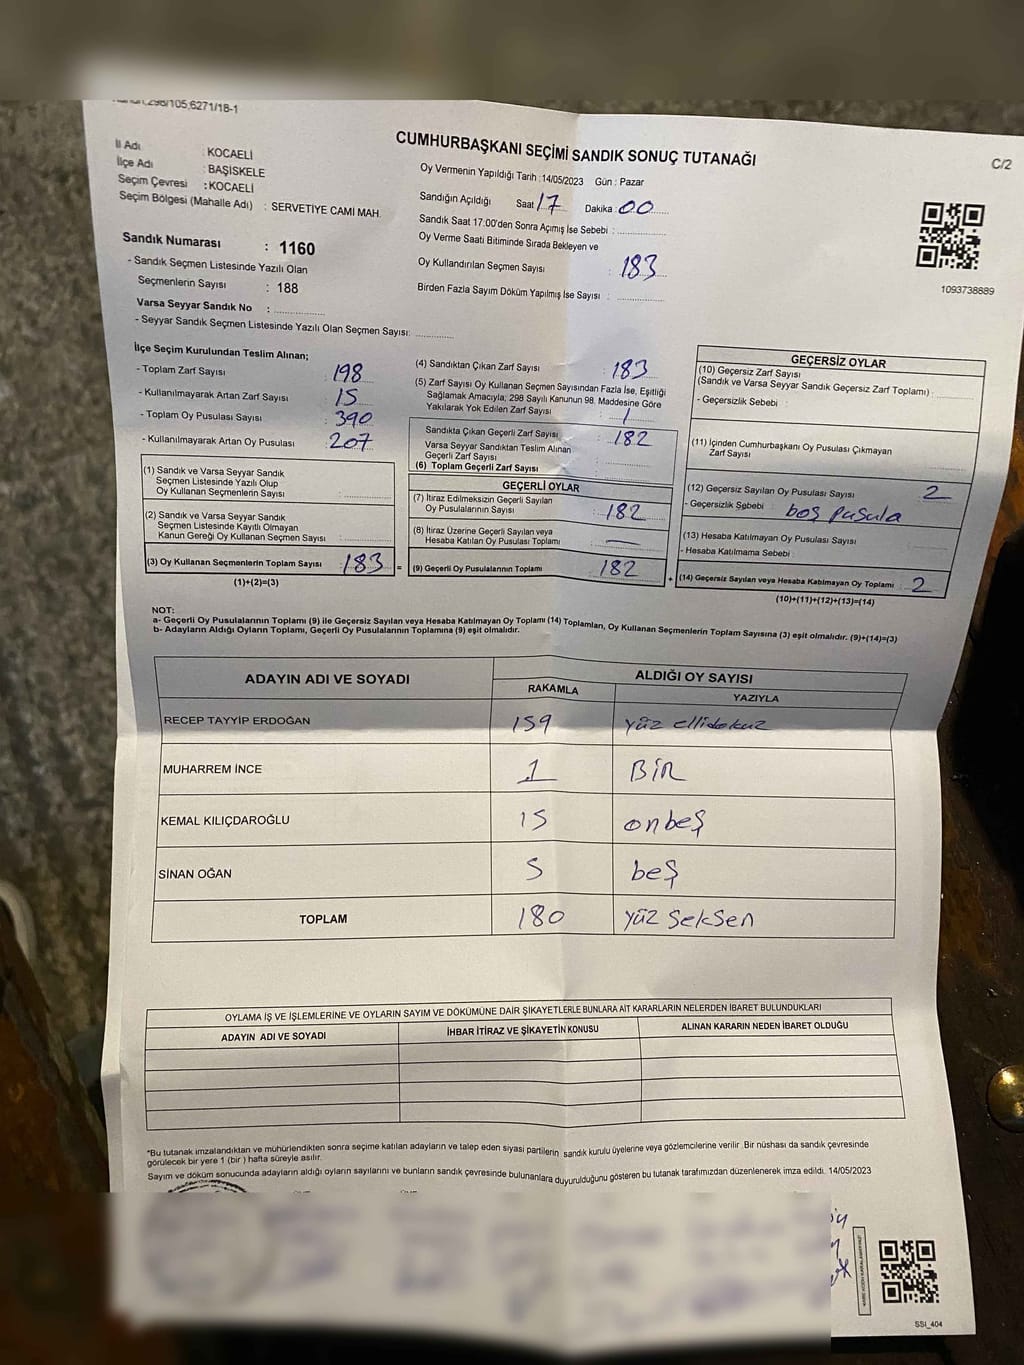 298/105;6271/18-1
CUMHURBAŞKANI SEÇİMİ SANDIK SONUÇ TUTANAĞI
C/2
İl Adı : KOCAELİ
İlçe Adı : BAŞİSKELE
Seçim Çevresi : KOCAELİ
Seçim Bölgesi (Mahalle Adı) : SERVETİYE CAMİ MAH.
Sandık Numarası : 1160
- Sandık Seçmen Listesinde Yazılı Olan
Seçmenlerin Sayısı : 188
Varsa Seyyar Sandık No :
- Seyyar Sandık Seçmen Listesinde Yazılı Olan Seçmen Sayısı:
Oy Vermenin Yapıldığı Tarih : 14/05/2023 Gün : Pazar
Sandığın Açıldığı Saat 17 Dakika 00
Sandık Saat 17.00'den Sonra Açımış İse Sebebi :
Oy Verme Saati Bitiminde Sırada Bekleyen ve
Oy Kullandırılan Seçmen Sayısı : 183
Birden Fazla Sayım Döküm Yapılmış İse Sayısı :
1093738889
İlçe Seçim Kurulundan Teslim Alınan;
- Toplam Zarf Sayısı : 198
- Kullanılmayarak Artan Zarf Sayısı : 15
- Toplam Oy Pusulası Sayısı : 390
- Kullanılmayarak Artan Oy Pusulası : 207
(1) Sandık ve Varsa Seyyar Sandık
Seçmen Listesinde Yazılı Olup
Oy Kullanan Seçmenlerin Sayısı :
(2) Sandık ve Varsa Seyyar Sandık
Seçmen Listesinde Kayıtlı Olmayan
Kanun Gereği Oy Kullanan Seçmen Sayısı :
(3) Oy Kullanan Seçmenlerin Toplam Sayısı : 183 =
(1)+(2)=(3)
(4) Sandıktan Çıkan Zarf Sayısı : 183
(5) Zarf Sayısı Oy Kullanan Seçmen Sayısından Fazla İse, Eşitliği
Sağlamak Amacıyla; 298 Sayılı Kanunun 98. Maddesine Göre
Yakılarak Yok Edilen Zarf Sayısı : 1
Sandıkta Çıkan Geçerli Zarf Sayısı : 182
Varsa Seyyar Sandıktan Teslim Alınan
Geçerli Zarf Sayısı :
(6) Toplam Geçerli Zarf Sayısı :
GEÇERLİ OYLAR
(7) İtiraz Edilmeksizin Geçerli Sayılan
Oy Pusulalarının Sayısı : 182
(8) İtiraz Üzerine Geçerli Sayılan veya
Hesaba Katılan Oy Pusulası Toplamı : —
(9) Geçerli Oy Pusulalarının Toplamı : 182 +
GEÇERSİZ OYLAR
(10) Geçersiz Zarf Sayısı
(Sandık ve Varsa Seyyar Sandık Geçersiz Zarf Toplamı) :
- Geçersizlik Sebebi :
(11) İçinden Cumhurbaşkanı Oy Pusulası Çıkmayan
Zarf Sayısı :
(12) Geçersiz Sayılan Oy Pusulası Sayısı : 2
- Geçersizlik Sebebi : boş pusula
(13) Hesaba Katılmayan Oy Pusulası Sayısı :
- Hesaba Katılmama Sebebi :
(14) Geçersiz Sayılan veya Hesaba Katılmayan Oy Toplamı : 2
(10)+(11)+(12)+(13)=(14)
NOT:
a- Geçerli Oy Pusulalarının Toplamı (9) ile Geçersiz Sayılan veya Hesaba Katılmayan Oy Toplamı (14) Toplamları, Oy Kullanan Seçmenlerin Toplam Sayısına (3) eşit olmalıdır. (9)+(14)=(3)
b- Adayların Aldığı Oyların Toplamı, Geçerli Oy Pusulalarının Toplamına (9) eşit olmalıdır.
ADAYIN ADI VE SOYADI
ALDIĞI OY SAYISI
RAKAMLA YAZIYLA
RECEP TAYYİP ERDOĞAN 159 yüz ellidokuz
MUHARREM İNCE 1 BİR
KEMAL KILIÇDAROĞLU 15 onbeş
SİNAN OĞAN 5 beş
TOPLAM 180 yüz seksen
OYLAMA İŞ VE İŞLEMLERİNE VE OYLARIN SAYIM VE DÖKÜMÜNE DAİR ŞİKAYETLERLE BUNLARA AİT KARARLARIN NELERDEN İBARET BULUNDUKLARI
ADAYIN ADI VE SOYADI İHBAR İTİRAZ VE ŞİKAYETİN KONUSU ALINAN KARARIN NEDEN İBARET OLDUĞU
*Bu tutanak imzalandıktan ve mühürlendikten sonra seçime katılan adayların ve talep eden siyasi partilerin sandık kurulu üyelerine veya gözlemcilerine verilir. Bir nüshası da sandık çevresinde
görülecek bir yere 1 (bir) hafta süreyle asılır.
Sayım ve döküm sonucunda adayların aldığı oyların sayılarını ve bunların sandık çevresinde bulunanlara duyurulduğunu gösteren bu tutanak tarafımızdan düzenlenerek imza edildi. 14/05/2023
SSI_404